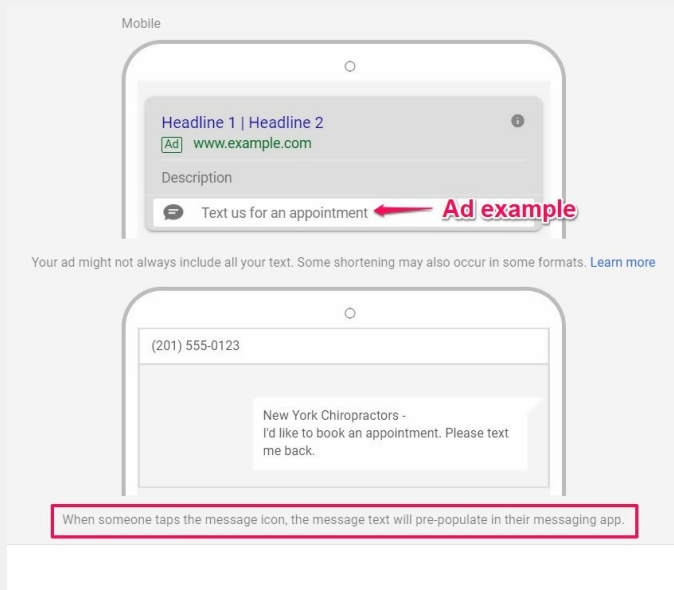 Mobile
Headline 1 | Headline 2
Ad www.example.com
Description
Text us for an appointment
Ad example
Your ad might not always include all your text. Some shortening may also occur in some formats. Learn more
(201) 555-0123
New York Chiropractors -
I'd like to book an appointment. Please text
me back.
When someone taps the message icon, the message text will pre-populate in their messaging app.